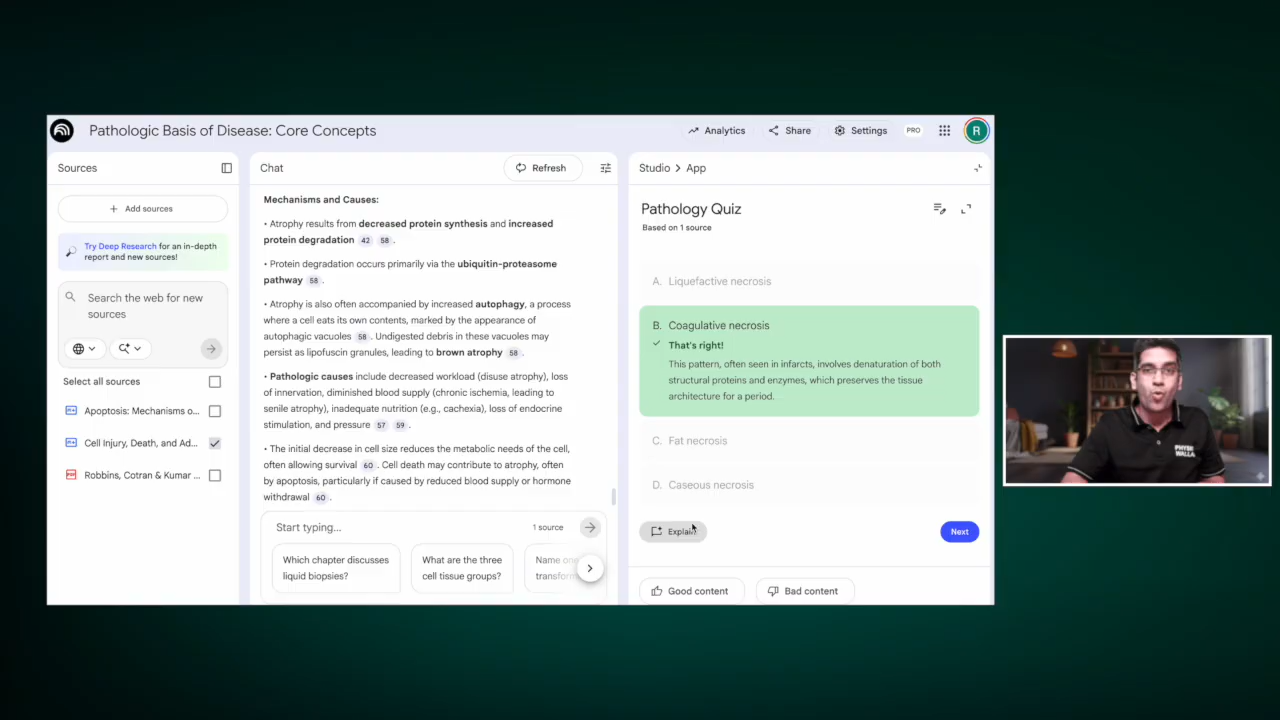 Pathologic Basis of Disease: Core Concepts
Analytics
Share
Settings
PRO
R
Sources
Add sources
Try Deep Research for an in-depth
report and new sources!
Search the web for new
sources
Select all sources
Apoptosis: Mechanisms o...
Cell Injury, Death, and Ad...
Robbins, Cotran & Kumar ...
Chat
Refresh
Mechanisms and Causes:
• Atrophy results from decreased protein synthesis and increased
protein degradation 42 58 .
• Protein degradation occurs primarily via the ubiquitin-proteasome
pathway 58 .
• Atrophy is also often accompanied by increased autophagy, a process
where a cell eats its own contents, marked by the appearance of
autophagic vacuoles 58 . Undigested debris in these vacuoles may
persist as lipofuscin granules, leading to brown atrophy 58 .
• Pathologic causes include decreased workload (disuse atrophy), loss
of innervation, diminished blood supply (chronic ischemia, leading to
senile atrophy), inadequate nutrition (e.g., cachexia), loss of endocrine
stimulation, and pressure 57 59 .
• The initial decrease in cell size reduces the metabolic needs of the cell,
often allowing survival 60 . Cell death may contribute to atrophy, often
by apoptosis, particularly if caused by reduced blood supply or hormone
withdrawal 60 .
Start typing...
1 source
Which chapter discusses
liquid biopsies?
What are the three
cell tissue groups?
Name one
transform
Studio > App
Pathology Quiz
Based on 1 source
A. Liquefactive necrosis
B. Coagulative necrosis
That's right!
This pattern, often seen in infarcts, involves denaturation of both
structural proteins and enzymes, which preserves the tissue
architecture for a period.
C. Fat necrosis
D. Caseous necrosis
Explain
Next
Good content
Bad content
PHYSICS
WALLAH